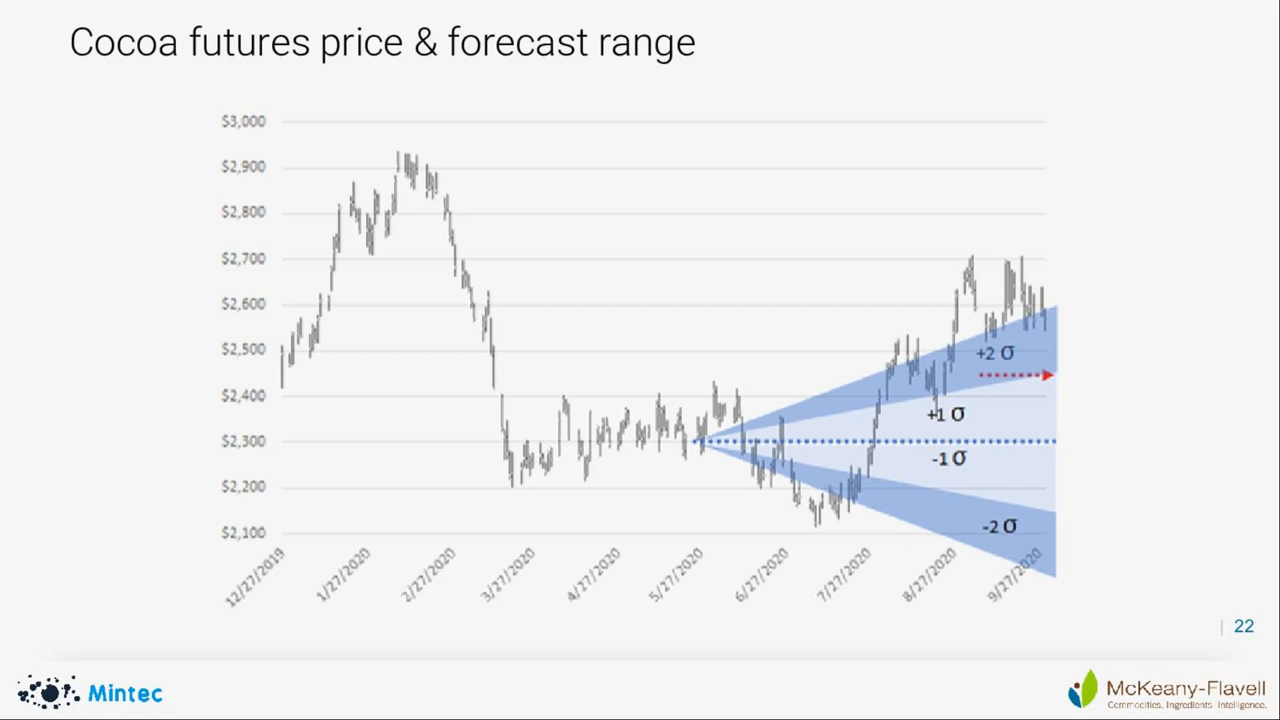 Cocoa futures price & forecast range
$3,000
$2,900
$2,800
$2,700
$2,600
$2,500
$2,400
$2,300
$2,200
$2,100
+2 σ
+1 σ
-1 σ
-2 σ
12/27/2019
1/27/2020
2/27/2020
3/27/2020
4/27/2020
5/27/2020
6/27/2020
7/27/2020
8/27/2020
9/27/2020
| 22
Mintec
McKeany-Flavell
Commodities. Ingredients. Intelligence.